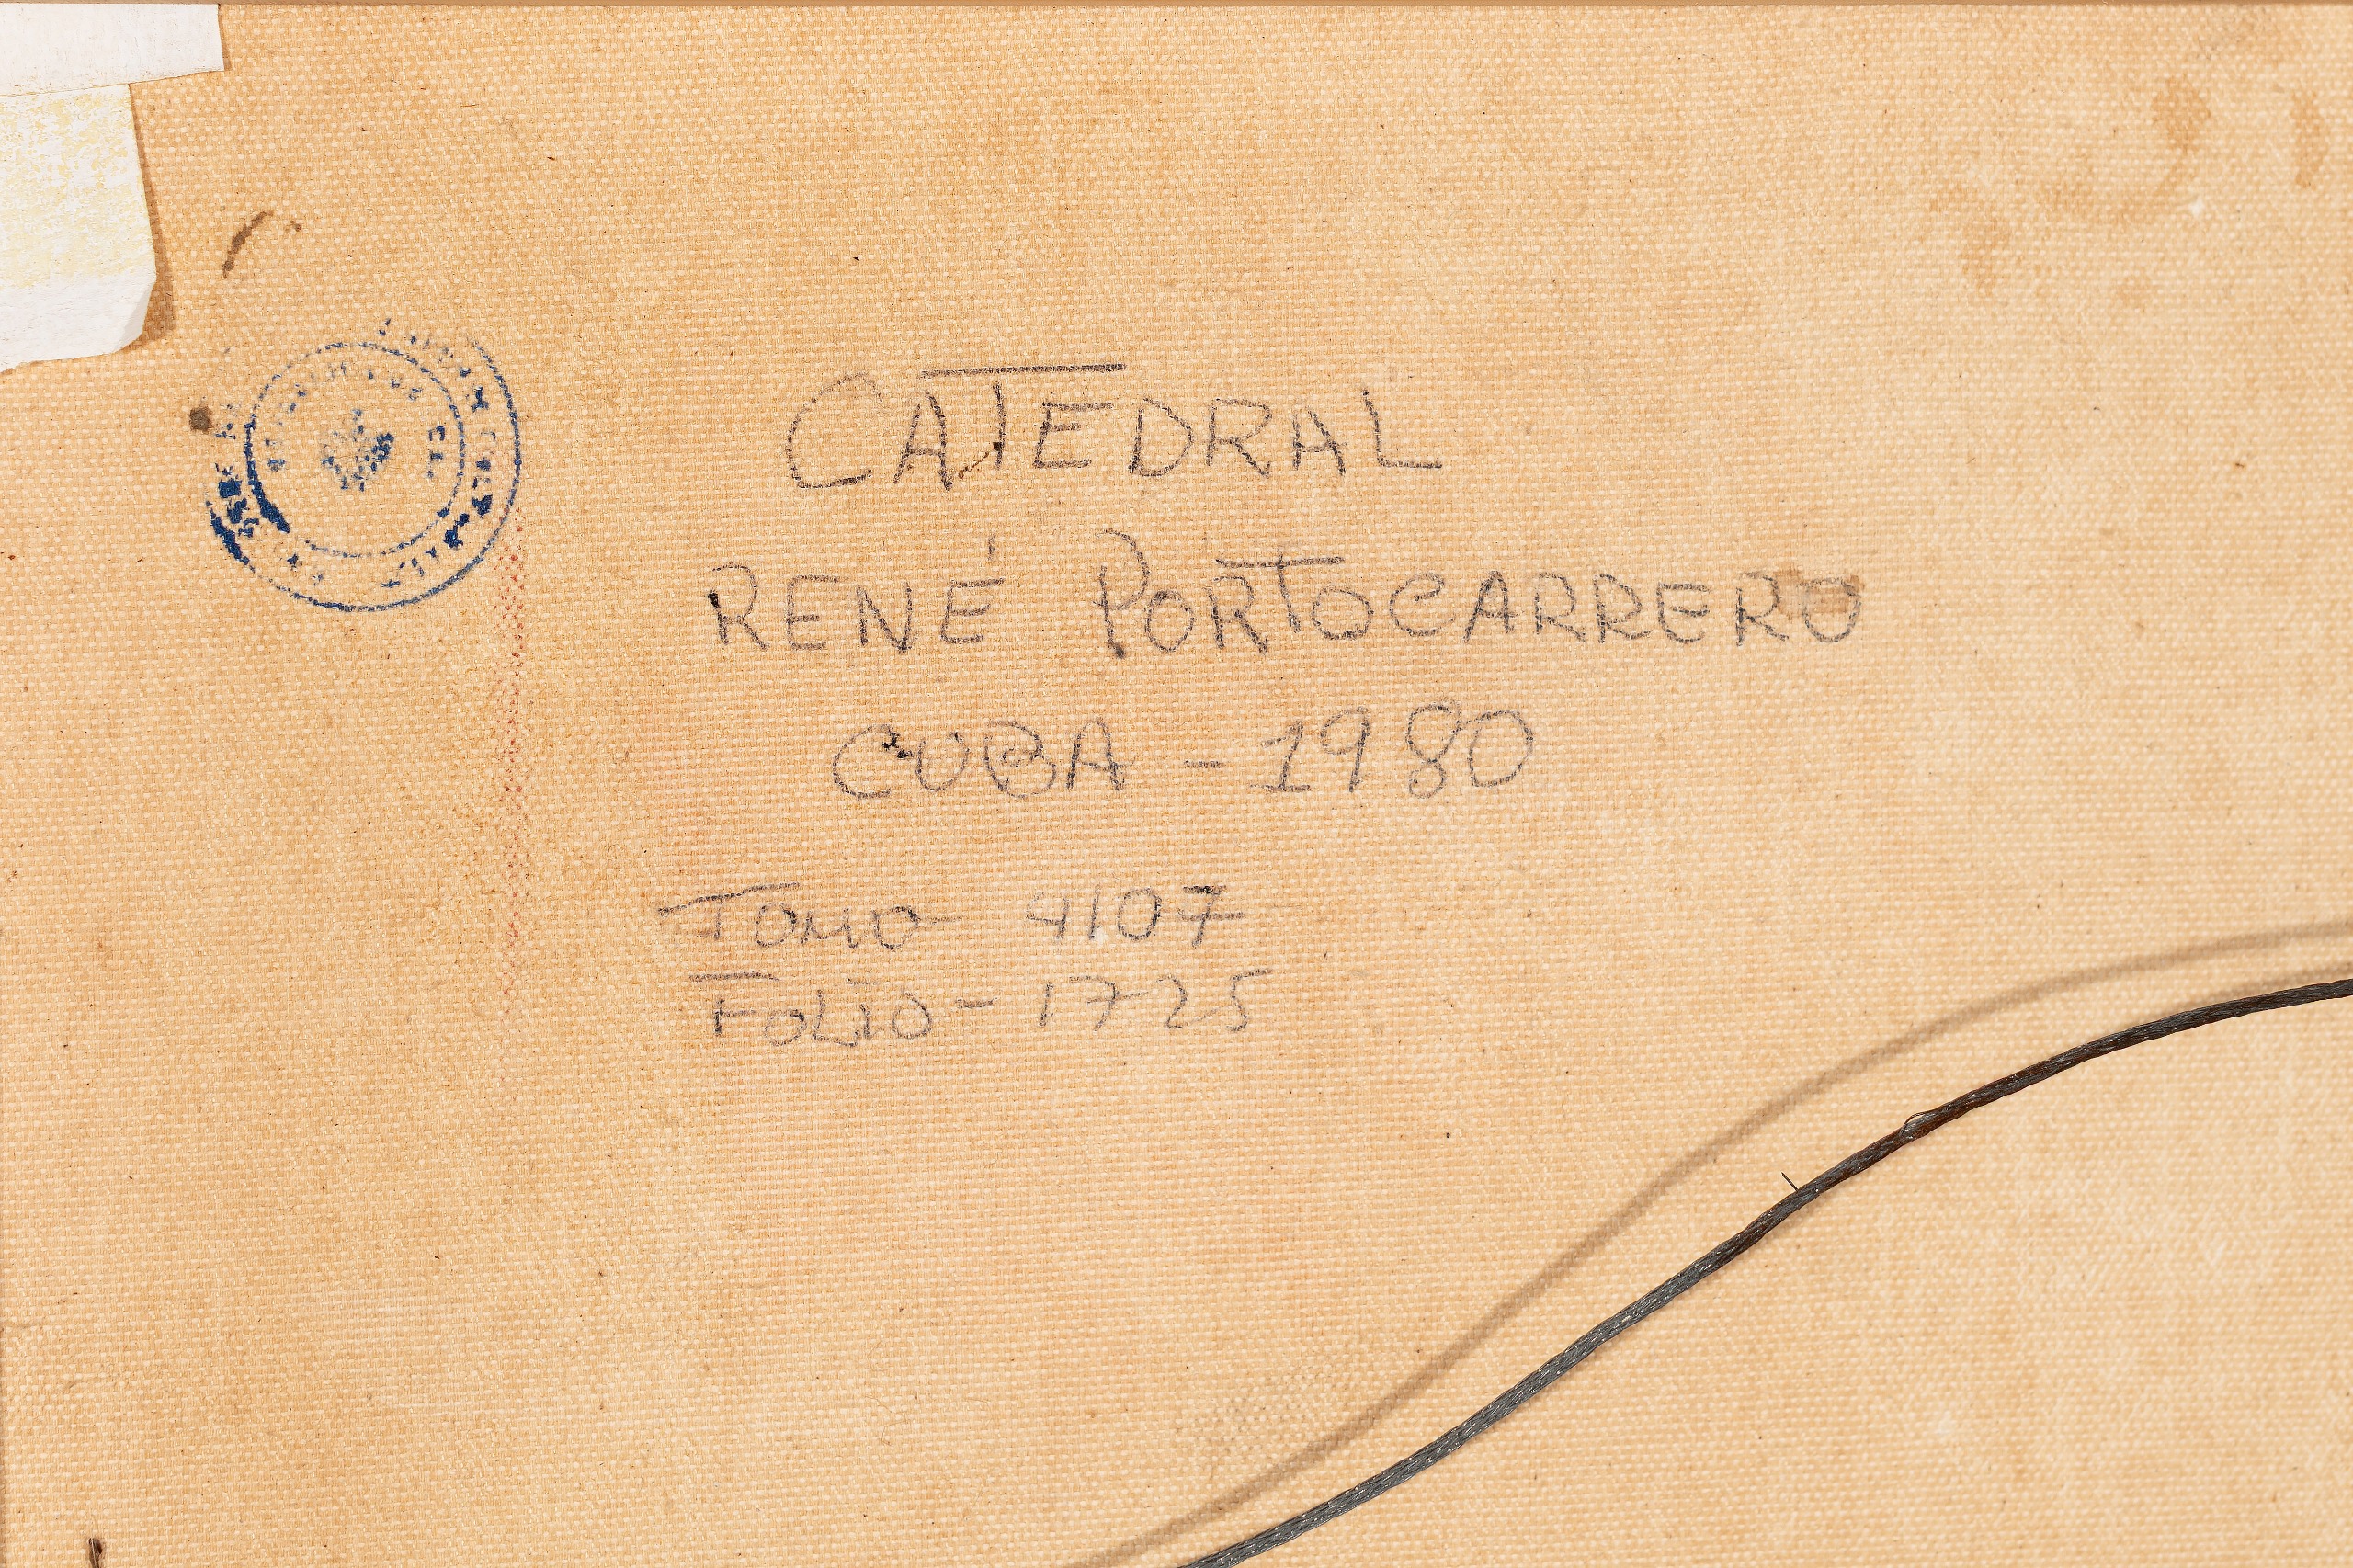 CATEDRAL
RENÉ PORTOCARRERO
CUBA - 1980
TOMO - 4107
FOLIO - 1725